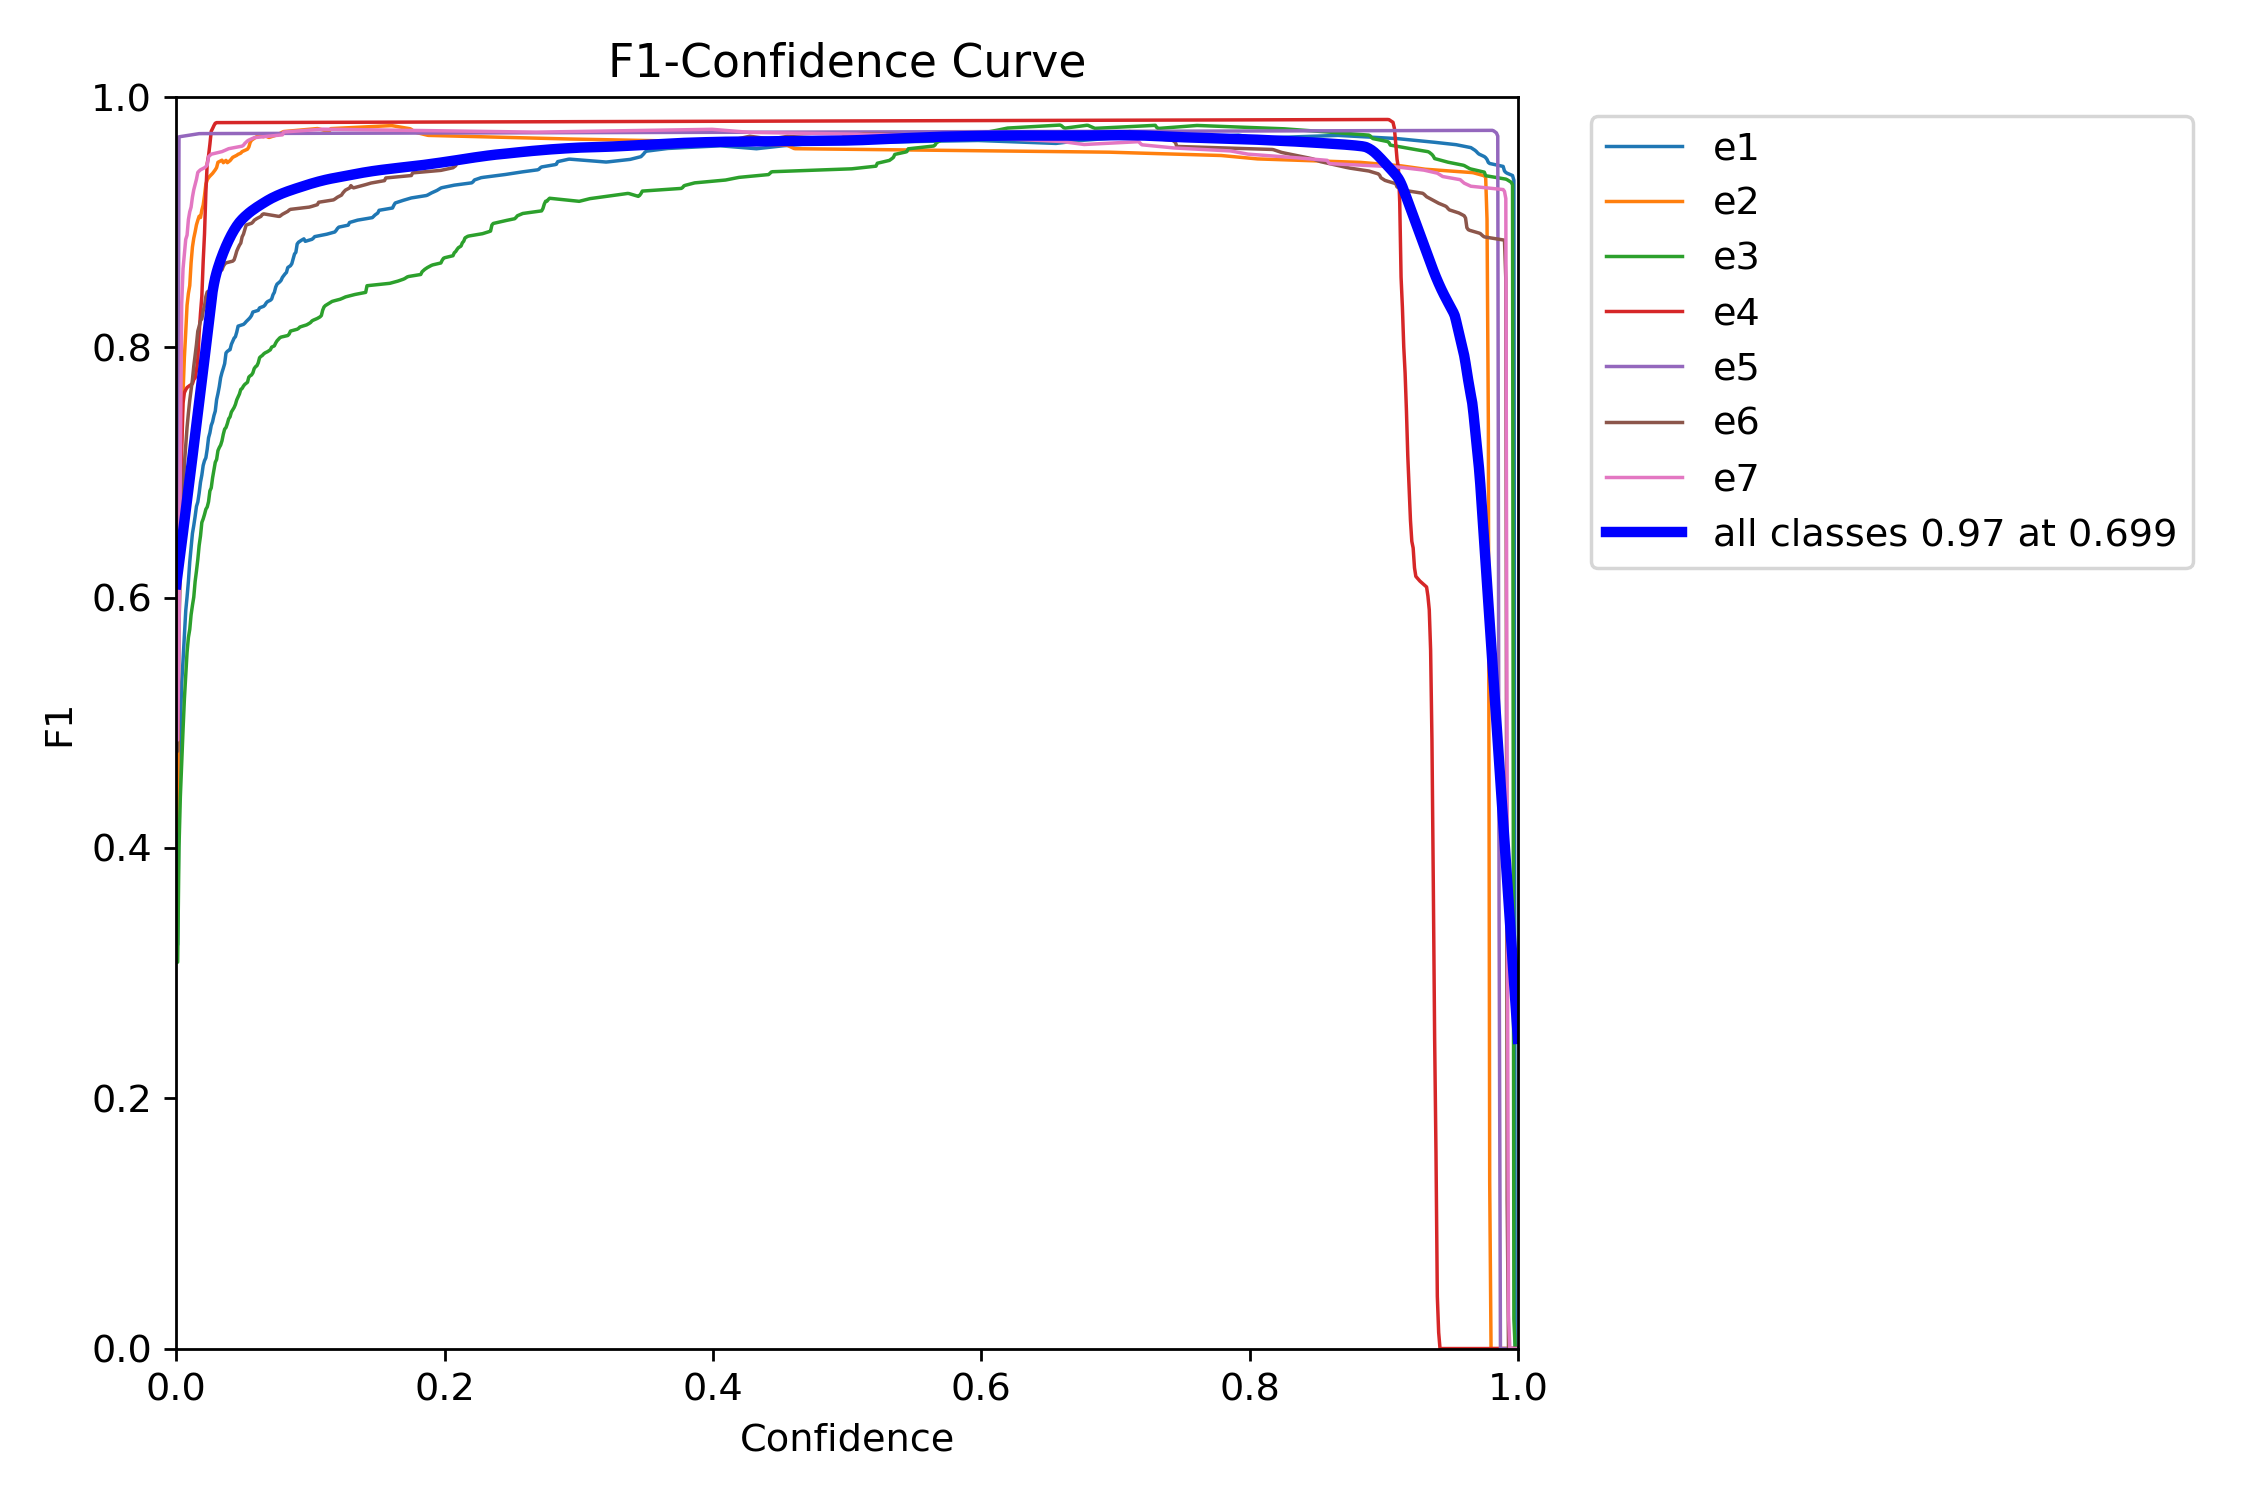 F1-Confidence Curve
1.0
0.8
0.6
0.4
0.2
0.0
F1
0.0 0.2 0.4 0.6 0.8 1.0
Confidence
e1
e2
e3
e4
e5
e6
e7
all classes 0.97 at 0.699